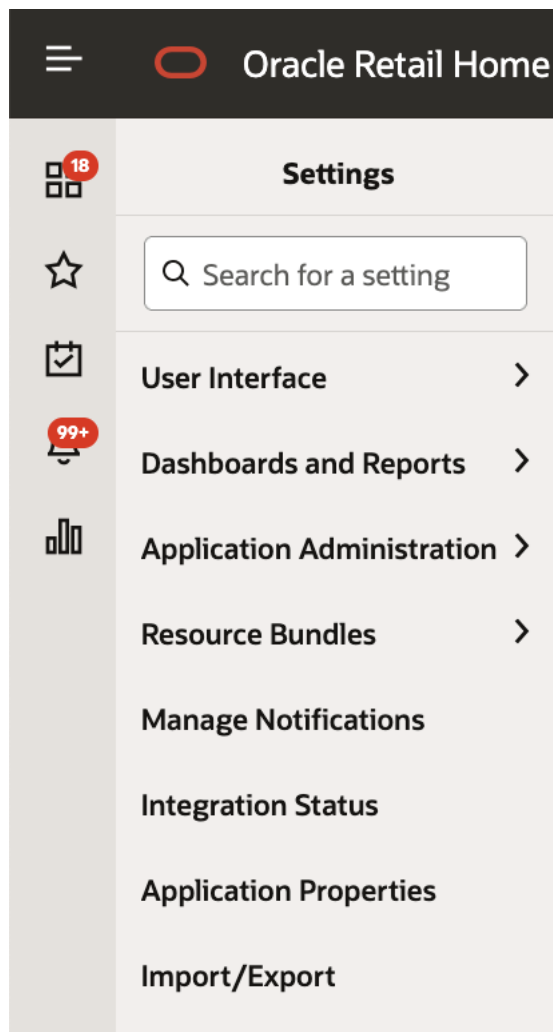 Oracle Retail Home
18
Settings
Search for a setting
User Interface
99+
Dashboards and Reports
Application Administration
Resource Bundles
Manage Notifications
Integration Status
Application Properties
Import/Export